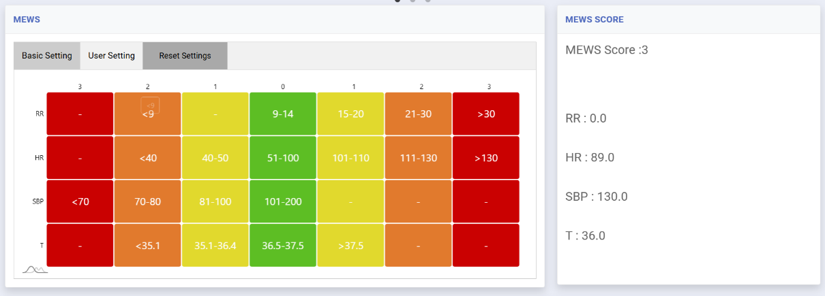 MEWS
Basic Setting User Setting Reset Settings
3 2 1 0 1 2 3
RR - <9 - 9-14 15-20 21-30 >30
HR - <40 40-50 51-100 101-110 111-130 >130
SBP <70 70-80 81-100 101-200 - - -
T - <35.1 35.1-36.4 36.5-37.5 >37.5 - -
MEWS SCORE
MEWS Score :3
RR : 0.0
HR : 89.0
SBP : 130.0
T : 36.0